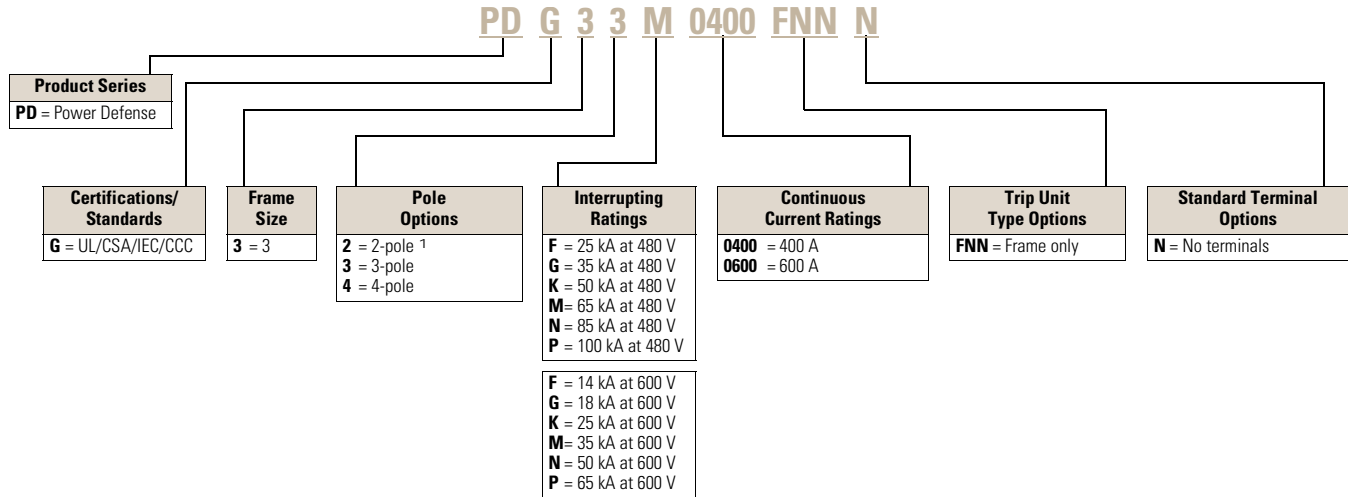 PD G 3 3 M 0400 FNN N
Product Series
PD = Power Defense
Certifications/
Standards
G = UL/CSA/IEC/CCC
Frame
Size
3 = 3
Pole
Options
2 = 2-pole 1
3 = 3-pole
4 = 4-pole
Interrupting
Ratings
F = 25 kA at 480 V
G = 35 kA at 480 V
K = 50 kA at 480 V
M= 65 kA at 480 V
N = 85 kA at 480 V
P = 100 kA at 480 V
F = 14 kA at 600 V
G = 18 kA at 600 V
K = 25 kA at 600 V
M= 35 kA at 600 V
N = 50 kA at 600 V
P = 65 kA at 600 V
Continuous
Current Ratings
0400 = 400 A
0600 = 600 A
Trip Unit
Type Options
FNN = Frame only
Standard Terminal
Options
N = No terminals